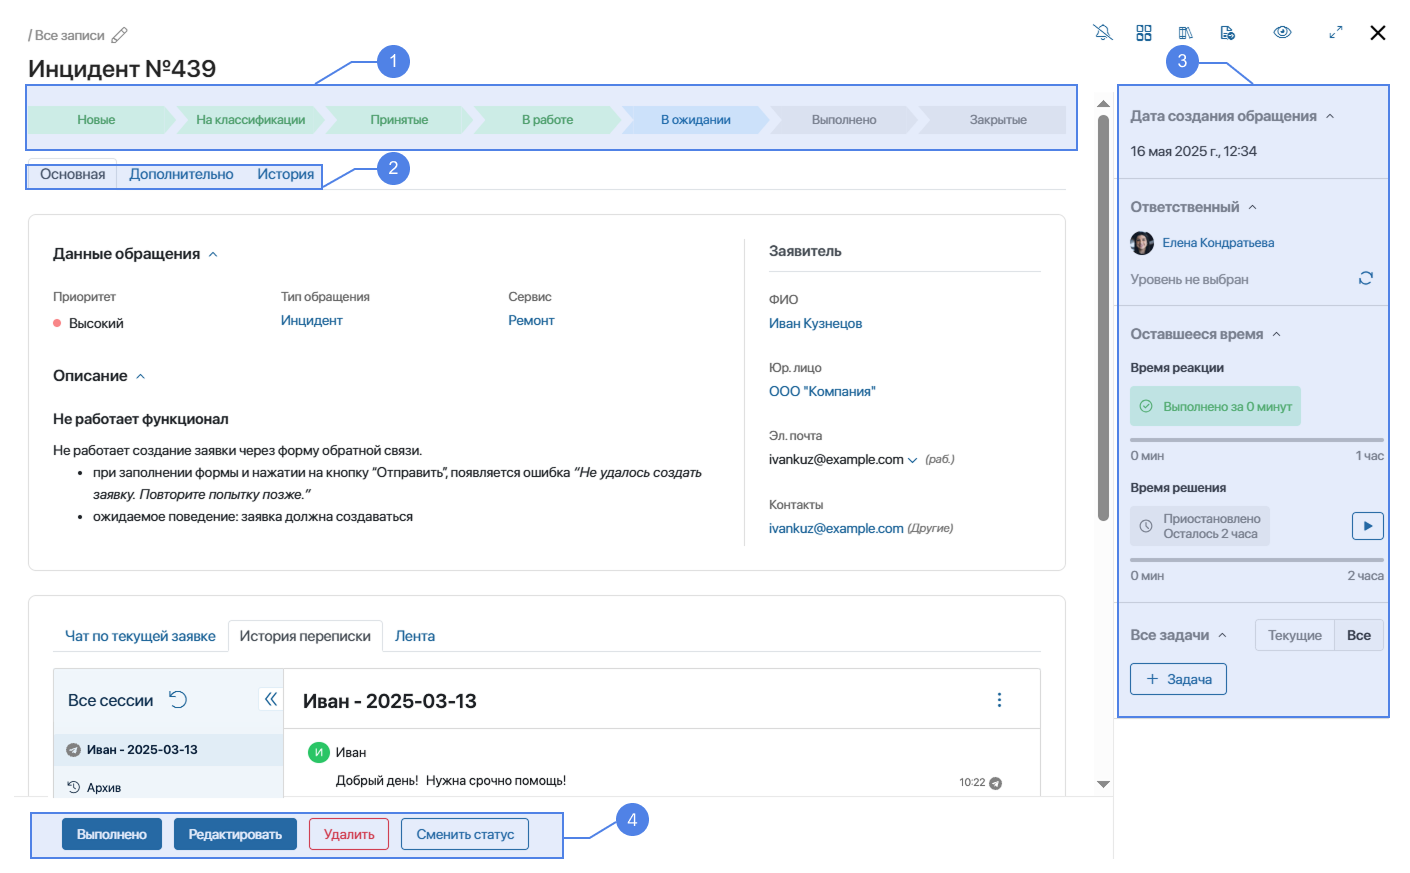 / Все записи
Инцидент №439
1
Новые
На классификации
Принятые
В работе
В ожидании
Выполнено
Закрытые
2
Основная
Дополнительно
История
Данные обращения
Приоритет
Тип обращения
Сервис
Высокий
Инцидент
Ремонт
Описание
Не работает функционал
Не работает создание заявки через форму обратной связи.
• при заполнении формы и нажатии на кнопку "Отправить", появляется ошибка "Не удалось создать
заявку. Повторите попытку позже."
• ожидаемое поведение: заявка должна создаваться
Заявитель
ФИО
Иван Кузнецов
Юр. лицо
ООО "Компания"
Эл. почта
ivankuz@example.com (раб.)
Контакты
ivankuz@example.com (Другие)
Чат по текущей заявке
История переписки
Лента
Все сессии
Иван - 2025-03-13
Архив
Иван - 2025-03-13
И
Иван
Добрый день! Нужна срочно помощь!
10:22
Выполнено
Редактировать
Удалить
Сменить статус
4
3
Дата создания обращения
16 мая 2025 г., 12:34
Ответственный
Елена Кондратьева
Уровень не выбран
Оставшееся время
Время реакции
Выполнено за 0 минут
0 мин
1 час
Время решения
Приостановлено
Осталось 2 часа
0 мин
2 часа
Все задачи
Текущие
Все
+ Задача